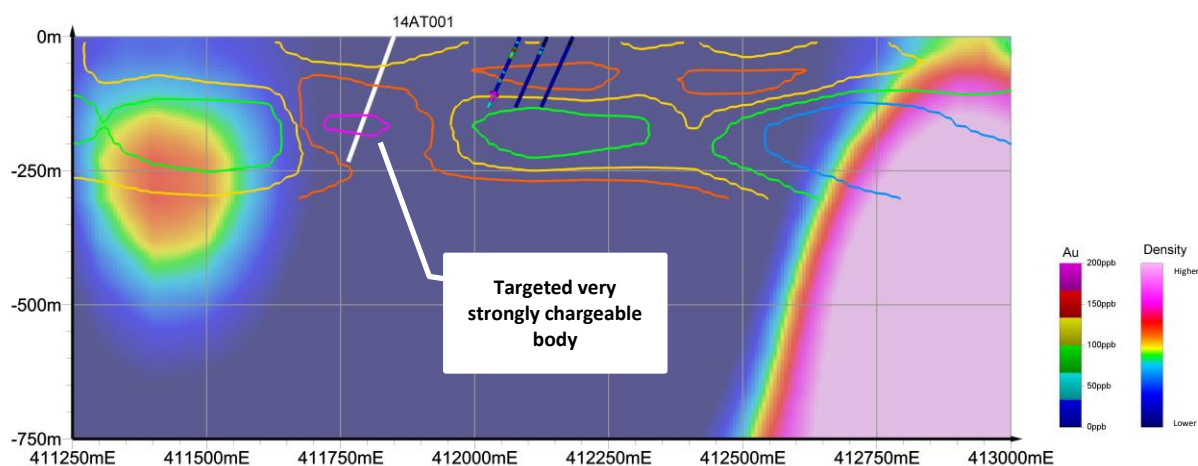 14AT001
0m
-250m
-500m
-750m
Targeted very
strongly chargeable
body
Au
200ppb
150ppb
100ppb
50ppb
0ppb
Density
Higher
Lower
411250mE 411500mE 411750mE 412000mE 412250mE 412500mE 412750mE 413000mE